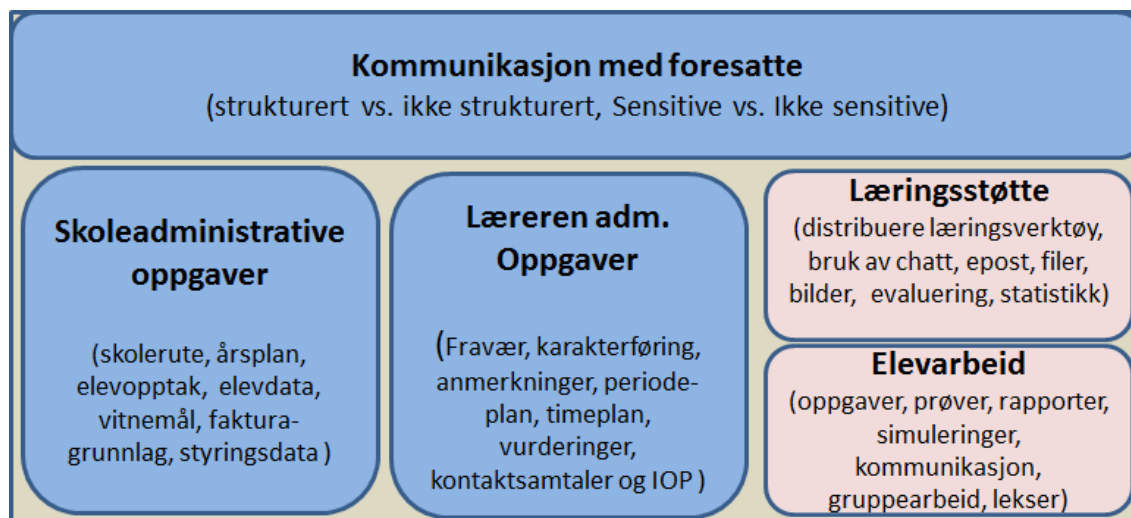 Kommunikasjon med foresatte
(strukturert vs. ikke strukturert, Sensitive vs. Ikke sensitive)
Skoleadministrative
oppgaver
(skolerute, årsplan,
elevopptak, elevdata,
vitnemål, faktura-
grunnlag, styringsdata )
Læreren adm.
Oppgaver
(Fravær, karakterføring,
anmerkninger, periode-
plan, timeplan,
vurderinger,
kontaktsamtaler og IOP )
Læringsstøtte
(distribuere læringsverktøy,
bruk av chatt, epost, filer,
bilder, evaluering, statistikk)
Elevarbeid
(oppgaver, prøver, rapporter,
simuleringer,
kommunikasjon,
gruppearbeid, lekser)